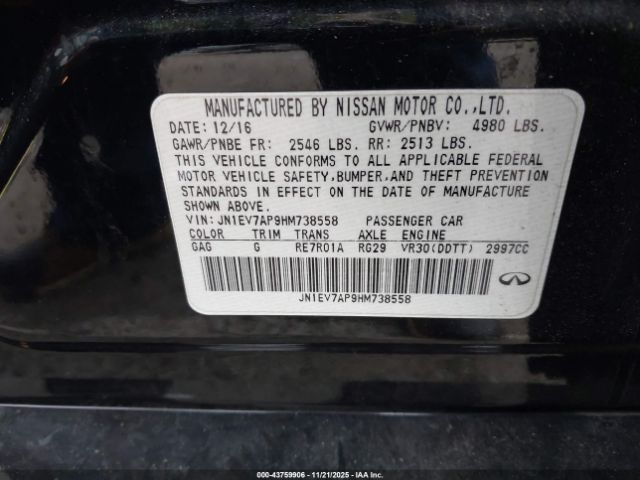 MANUFACTURED BY NISSAN MOTOR CO.,LTD.
DATE: 12/16 GVWR/PNBV: 4980 LBS.
GAWR/PNBE FR: 2546 LBS. RR: 2513 LBS.
THIS VEHICLE CONFORMS TO ALL APPLICABLE FEDERAL
MOTOR VEHICLE SAFETY, BUMPER, AND THEFT PREVENTION
STANDARDS IN EFFECT ON THE DATE OF MANUFACTURE
SHOWN ABOVE.
VIN: JN1EV7AP9HM738558 PASSENGER CAR
COLOR TRIM TRANS AXLE ENGINE
GAG G RE7R01A RG29 VR30(DDTT) 2997CC
JN1EV7AP9HM738558
INFINITI
000-43759906 - 11/21/2025 - IAAI.COM